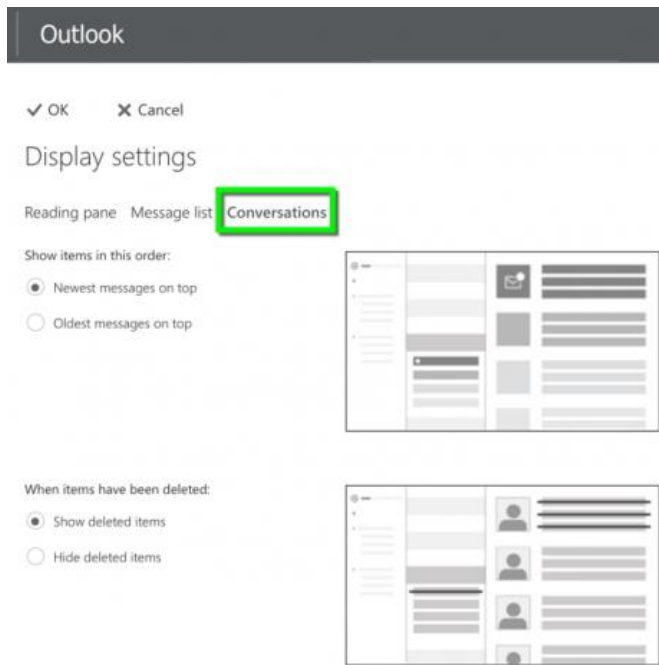 Outlook
OK Cancel
Display settings
Reading pane Message list Conversations
Show items in this order:
Newest messages on top
Oldest messages on top
When items have been deleted:
Show deleted items
Hide deleted items